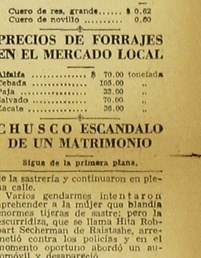 Cuero de res, grande.. $ 0.62
Cuero de novillo .. 0.60
PRECIOS DE FORRAJES
EN EL MERCADO LOCAL
Alfalfa $ 70.00 tonelada
Cebada 105.00 ,,
Paja 32.00 ,,
Salvado 70.00 ,,
Zacate 36.00 ,,
CHUSCO ESCANDALO
DE UN MATRIMONIO
Sigue de la primera plana.
de la sastrería y continuaron en ple-
na calle.
Varios gendarmes intentaron
aprehender a la mujer que blandía
enormes tijeras de sastre; pero la
escurridiza, que se llama Hita Rob-
bart Secherman de Raistashe, arre-
metió contra los policías y en el
momento oportuno abordó un au-
tomóvil y desapareció